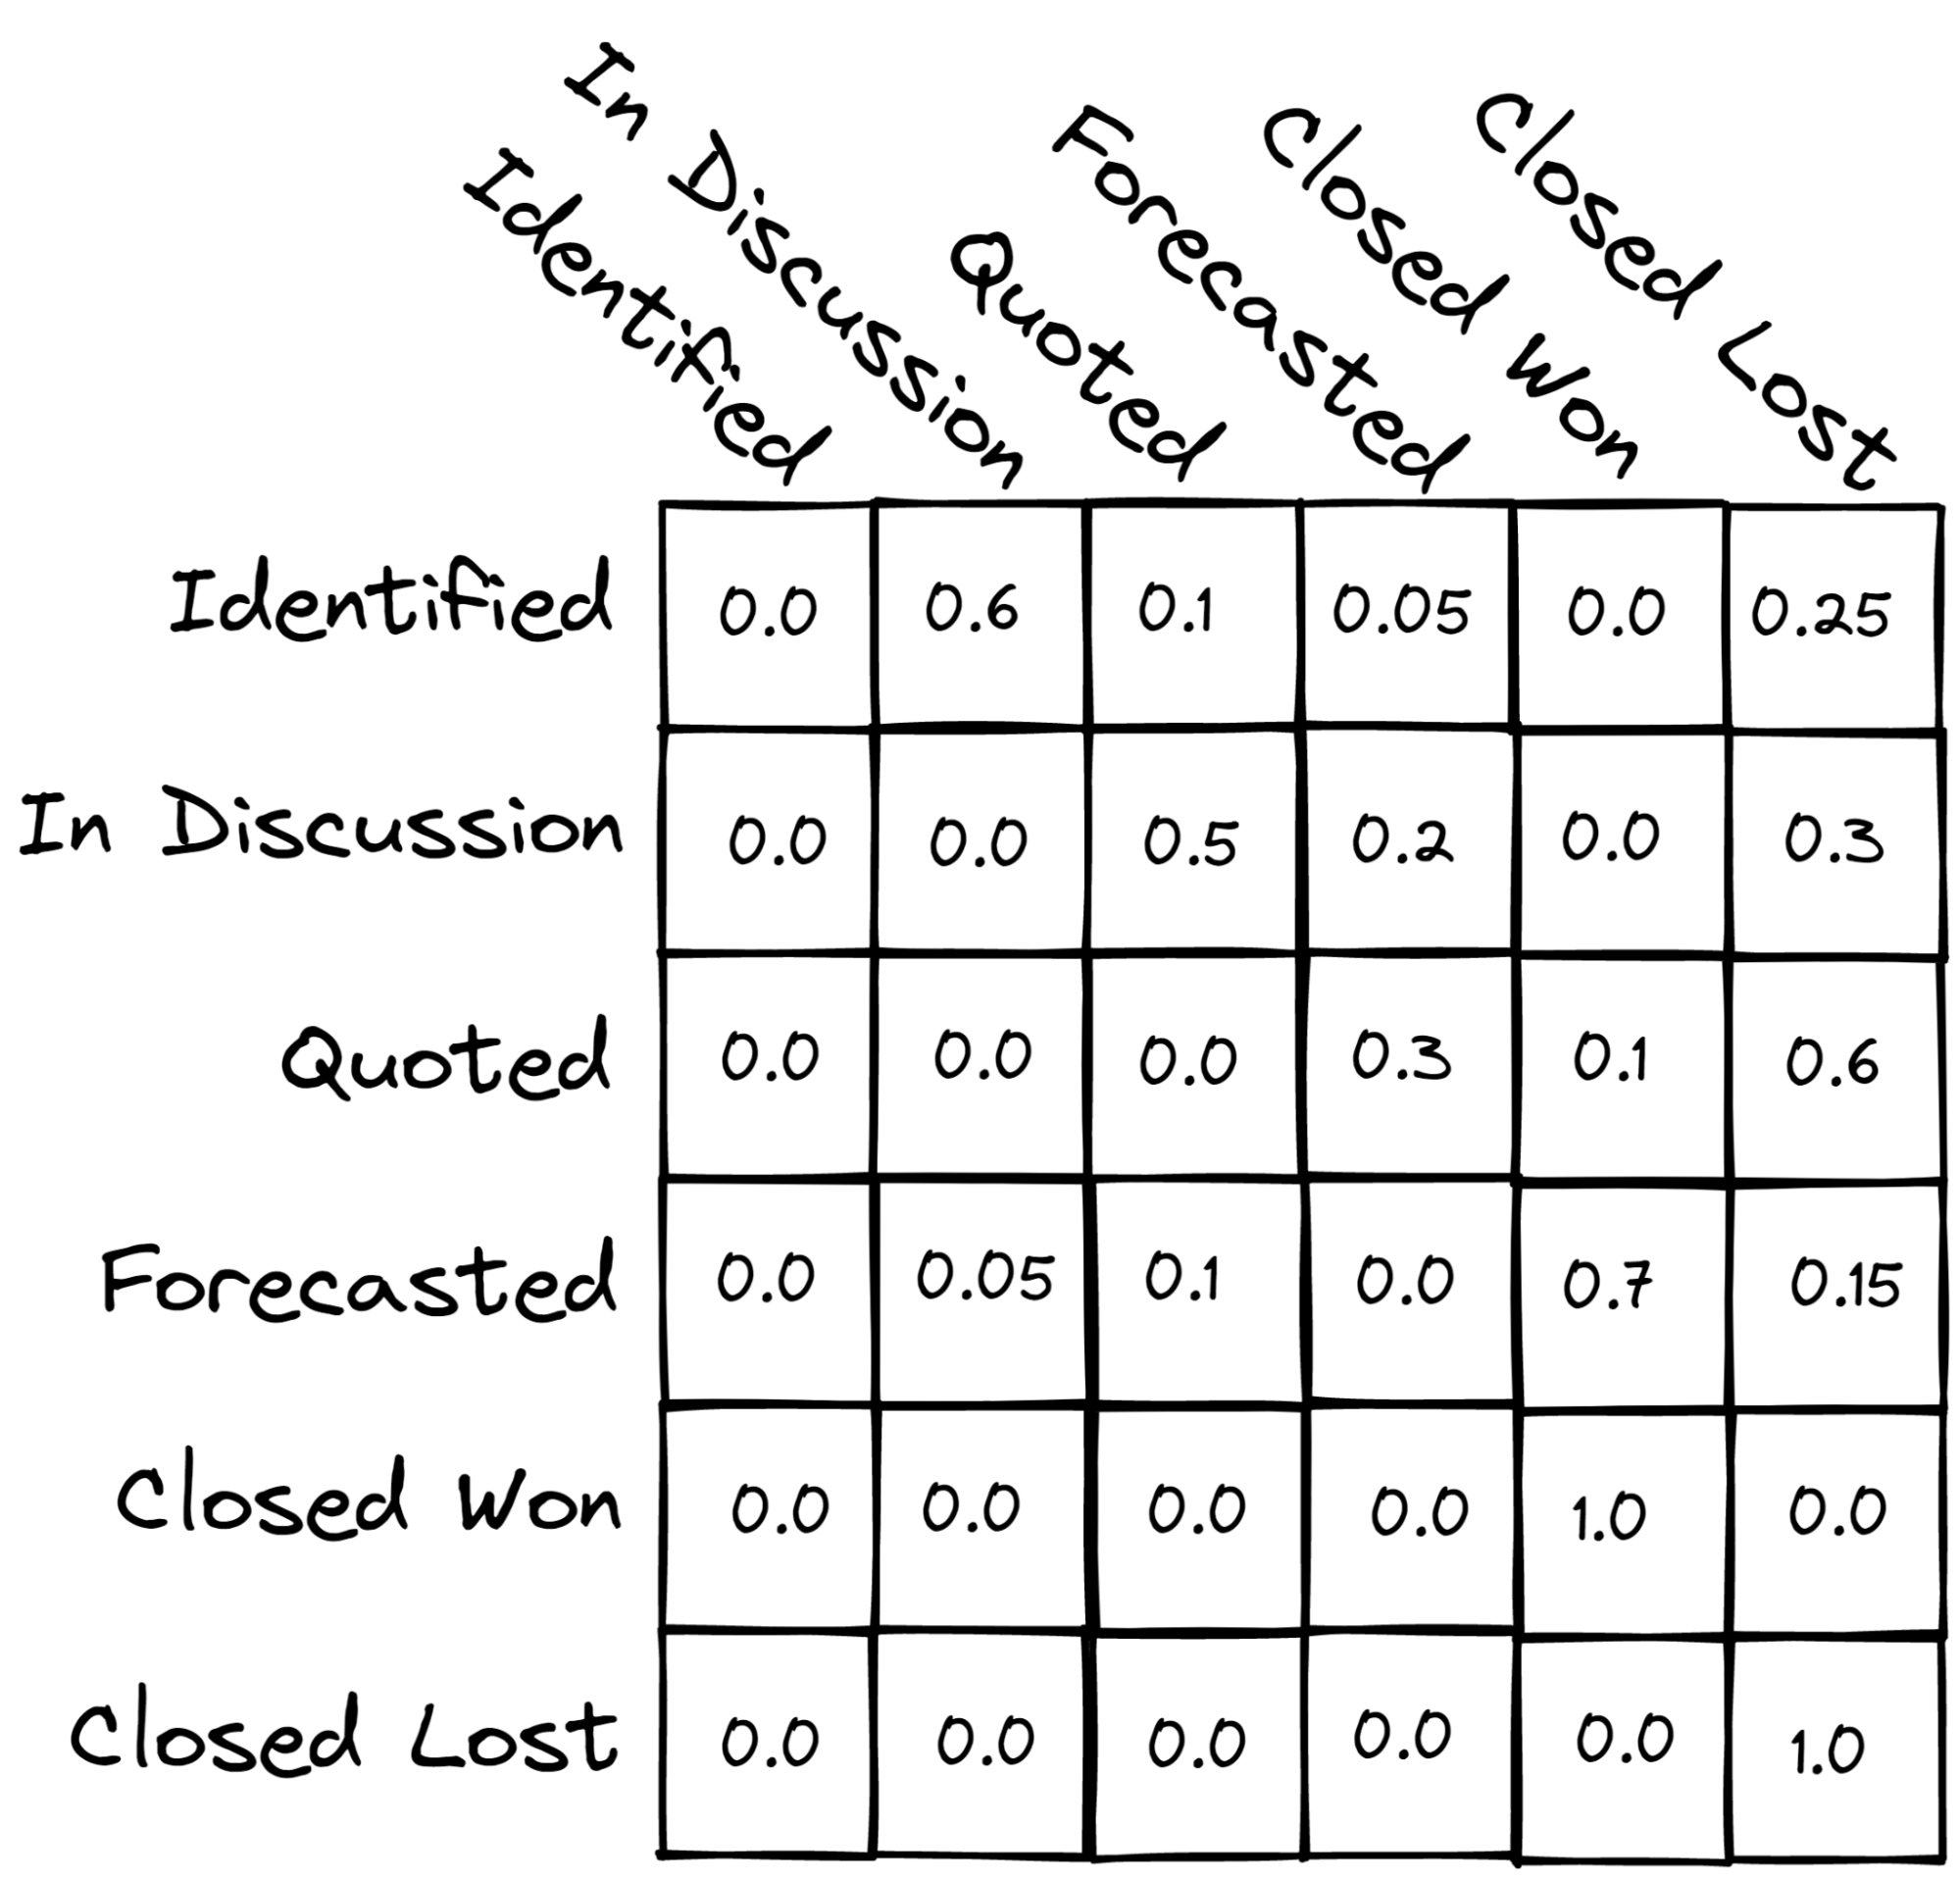 In Discussion
Identified
Quoted
Forecasted
Closed Won
Closed Lost
Identified 0.0 0.6 0.1 0.05 0.0 0.25
In Discussion 0.0 0.0 0.5 0.2 0.0 0.3
Quoted 0.0 0.0 0.0 0.3 0.1 0.6
Forecasted 0.0 0.05 0.1 0.0 0.7 0.15
Closed Won 0.0 0.0 0.0 0.0 1.0 0.0
Closed Lost 0.0 0.0 0.0 0.0 0.0 1.0